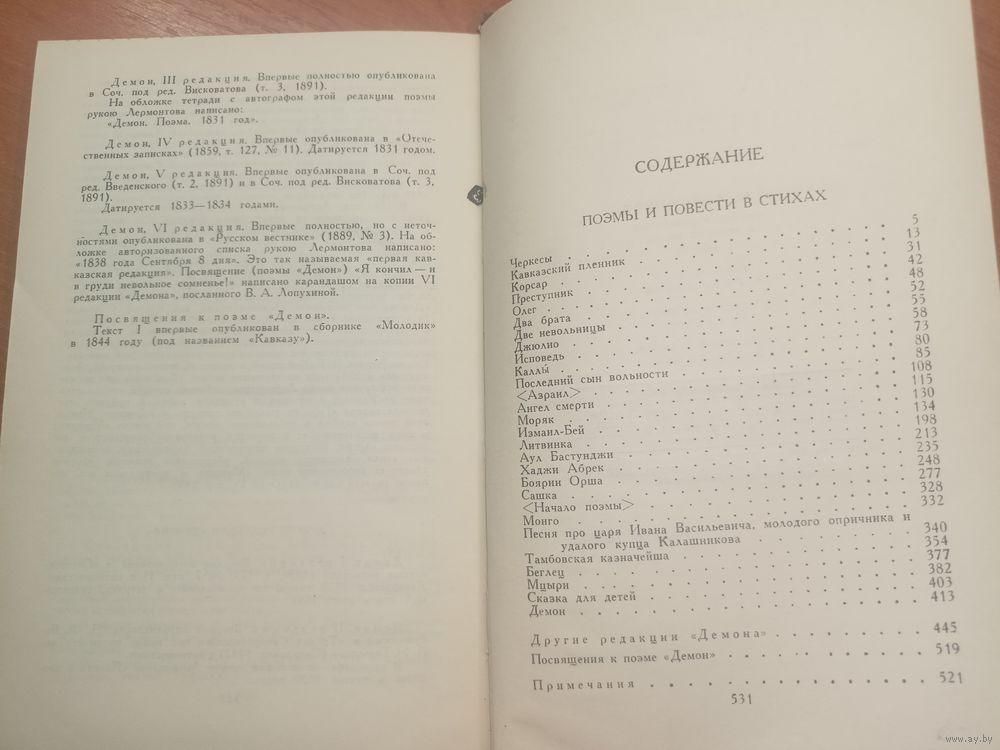 Демон, III редакция. Впервые полностью опубликована
в Соч. под ред. Висковатова (т. 3, 1891).
На обложке тетради с автографом этой редакции поэмы
рукою Лермонтова написано:
«Демон. Поэма. 1831 год».
Демон, IV редакция. Впервые опубликована в «Отече-
ственных записках» (1859, т. 127, № 11). Датируется 1831 годом.
Демон, V редакция. Впервые опубликована в Соч. под
ред. Введенского (т. 2, 1891) и в Соч. под ред. Висковатова (т. 3,
1891).
Датируется 1833—1834 годами.
Демон, VI редакция. Впервые полностью, но с неточ-
ностями опубликована в «Русском вестнике» (1889, № 3). На об-
ложке авторизованного списка рукою Лермонтова написано:
«1838 года Сентября 8 дня». Это так называемая «первая кав-
казская редакция». Посвящение (поэмы «Демон») «Я кончил — и
в груди невольное сомненье!» написано карандашом на копии VI
редакции «Демона», посланного В. А. Лопухиной.
Посвящения к поэме «Демон».
Текст I впервые опубликован в сборнике «Молодик»
в 1844 году (под названием «Кавказу»).
СОДЕРЖАНИЕ
ПОЭМЫ И ПОВЕСТИ В СТИХАХ
Черкесы . . . 5
Кавказский пленник . . . 13
Корсар . . . 31
Преступник . . . 42
Олег . . . 48
Два брата . . . 52
Две невольницы . . . 55
Джюлио . . . 58
Исповедь . . . 73
Каллы . . . 80
Последний сын вольности . . . 85
<Азраил> . . . 108
Ангел смерти . . . 115
Моряк . . . 130
Измаил-Бей . . . 134
Литвинка . . . 198
Аул Бастунджи . . . 213
Хаджи Абрек . . . 235
Боярин Орша . . . 248
Сашка . . . 277
<Начало поэмы> . . . 328
Монго . . . 332
Песня про царя Ивана Васильевича, молодого опричника и
удалого купца Калашникова . . . 340
Тамбовская казначейша . . . 354
Беглец . . . 377
Мцыри . . . 382
Сказка для детей . . . 403
Демон . . . 413
Другие редакции «Демона» . . . 445
Посвящения к поэме «Демон» . . . 519
Примечания . . . 521
531
www.ay.by